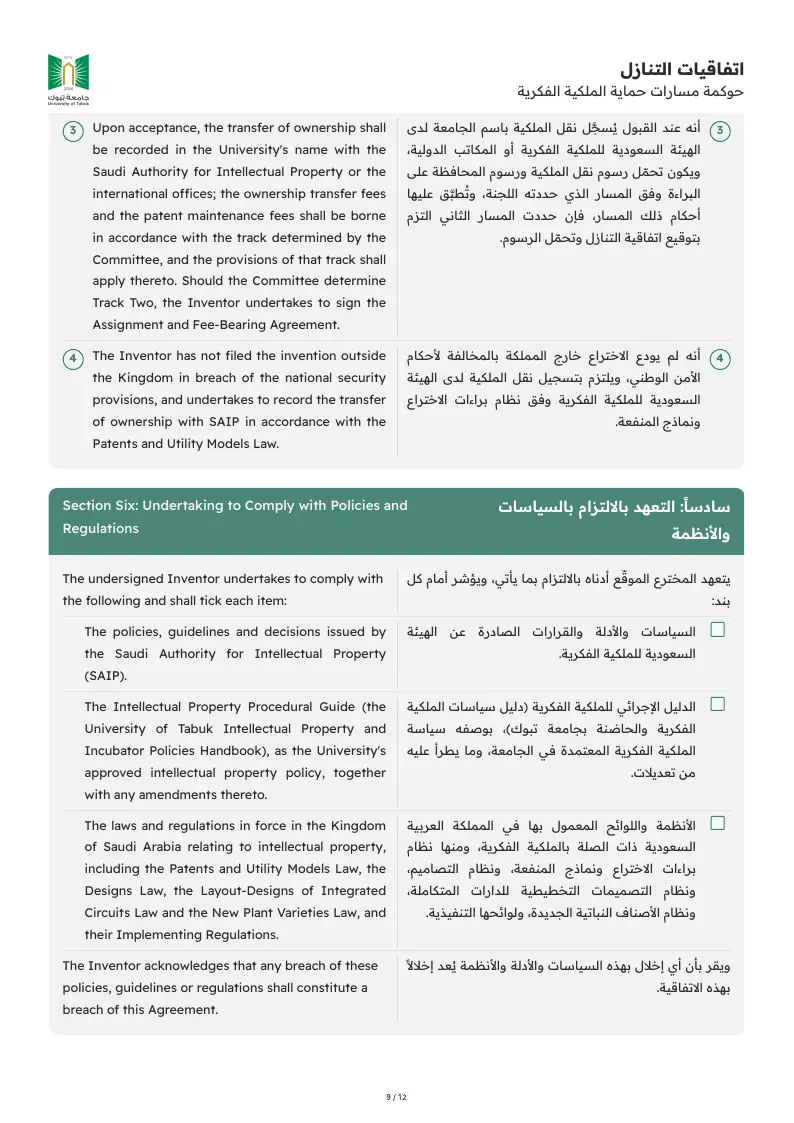 اتفاقيات التنازل
حوكمة مسارات حماية الملكية الفكرية
جامعة تبوك
University of Tabuk
3
Upon acceptance, the transfer of ownership shall
be recorded in the University's name with the
Saudi Authority for Intellectual Property or the
international offices; the ownership transfer fees
and the patent maintenance fees shall be borne
in accordance with the track determined by the
Committee, and the provisions of that track shall
apply thereto. Should the Committee determine
Track Two, the Inventor undertakes to sign the
Assignment and Fee-Bearing Agreement.
3
أنه عند القبول يُسجَّل نقل الملكية باسم الجامعة لدى
الهيئة السعودية للملكية الفكرية أو المكاتب الدولية،
ويكون تحمّل رسوم نقل الملكية ورسوم المحافظة على
البراءة وفق المسار الذي حددته اللجنة، وتُطبَّق عليها
أحكام ذلك المسار، فإن حددت المسار الثاني التزم
بتوقيع اتفاقية التنازل وتحمّل الرسوم.
4
The Inventor has not filed the invention outside
the Kingdom in breach of the national security
provisions, and undertakes to record the transfer
of ownership with SAIP in accordance with the
Patents and Utility Models Law.
4
أنه لم يودع الاختراع خارج المملكة بالمخالفة لأحكام
الأمن الوطني، ويلتزم بتسجيل نقل الملكية لدى الهيئة
السعودية للملكية الفكرية وفق نظام براءات الاختراع
ونماذج المنفعة.
Section Six: Undertaking to Comply with Policies and
Regulations
سادساً: التعهد بالالتزام بالسياسات
والأنظمة
The undersigned Inventor undertakes to comply with
the following and shall tick each item:
يتعهد المخترع الموقّع أدناه بالالتزام بما يأتي، ويؤشر أمام كل
بند:
The policies, guidelines and decisions issued by
the Saudi Authority for Intellectual Property
(SAIP).
السياسات والأدلة والقرارات الصادرة عن الهيئة
السعودية للملكية الفكرية.
The Intellectual Property Procedural Guide (the
University of Tabuk Intellectual Property and
Incubator Policies Handbook), as the University's
approved intellectual property policy, together
with any amendments thereto.
الدليل الإجرائي للملكية الفكرية (دليل سياسات الملكية
الفكرية والحاضنة بجامعة تبوك)، بوصفه سياسة
الملكية الفكرية المعتمدة في الجامعة، وما يطرأ عليه
من تعديلات.
The laws and regulations in force in the Kingdom
of Saudi Arabia relating to intellectual property,
including the Patents and Utility Models Law, the
Designs Law, the Layout-Designs of Integrated
Circuits Law and the New Plant Varieties Law, and
their Implementing Regulations.
الأنظمة واللوائح المعمول بها في المملكة العربية
السعودية ذات الصلة بالملكية الفكرية، ومنها نظام
براءات الاختراع ونماذج المنفعة، ونظام التصاميم،
ونظام التصميمات التخطيطية للدارات المتكاملة،
ونظام الأصناف النباتية الجديدة، ولوائحها التنفيذية.
The Inventor acknowledges that any breach of these
policies, guidelines or regulations shall constitute a
breach of this Agreement.
ويقر بأن أي إخلال بهذه السياسات والأدلة والأنظمة يُعد إخلالاً
بهذه الاتفاقية.
9 / 12